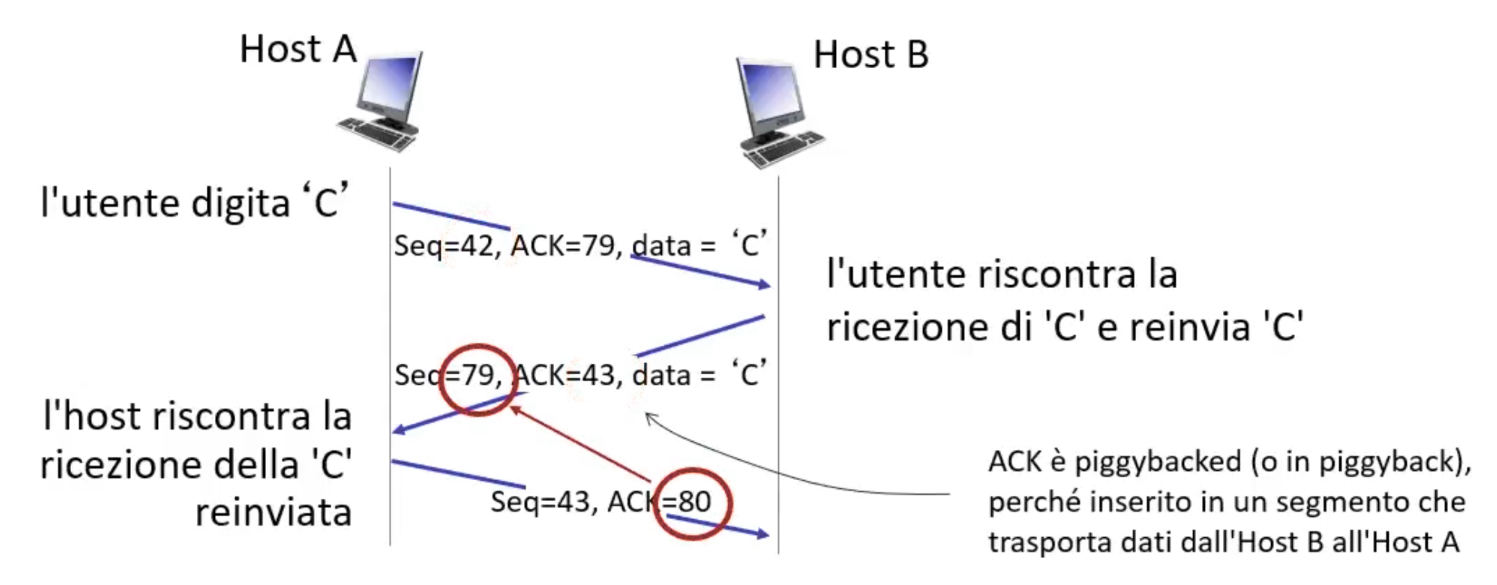 Host A
Host B
l'utente digita ‘C’
Seq=42, ACK=79, data = ‘C’
l'utente riscontra la
ricezione di 'C' e reinvia 'C'
Seq=79, ACK=43, data = ‘C’
l'host riscontra la
ricezione della 'C'
reinviata
Seq=43, ACK=80
ACK è piggybacked (o in piggyback),
perché inserito in un segmento che
trasporta dati dall'Host B all'Host A